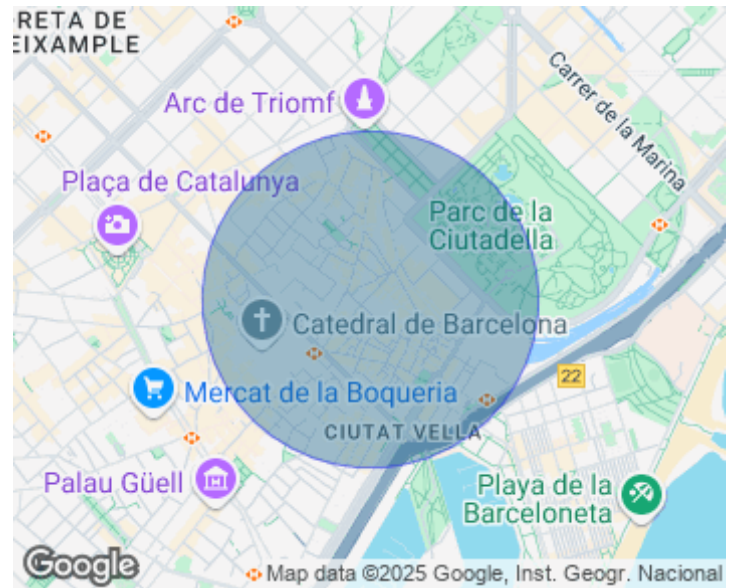 RETA DE
EIXAMPLE
Arc de Triomf
Carrer de la Marina
Plaça de Catalunya
Parc de la
Ciutadella
Catedral de Barcelona
22
Mercat de la Boqueria
CIUTAT VELLA
Palau Güell
Playa de la
Barceloneta
Google
Map data ©2025 Google, Inst. Geogr. Nacional